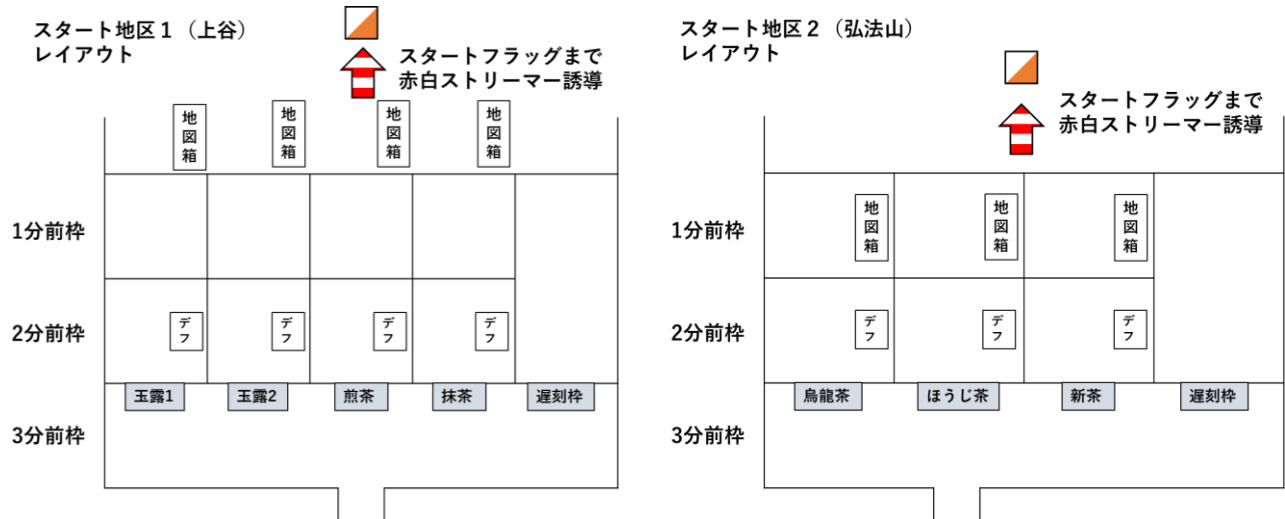 スタート地区1（上谷）
レイアウト
スタートフラッグまで
赤白ストリーマー誘導
地図箱
地図箱
地図箱
地図箱
1分前枠
2分前枠
デフ
デフ
デフ
デフ
玉露1
玉露2
煎茶
抹茶
遅刻枠
3分前枠
スタート地区2（弘法山）
レイアウト
スタートフラッグまで
赤白ストリーマー誘導
1分前枠
地図箱
地図箱
地図箱
2分前枠
デフ
デフ
デフ
烏龍茶
ほうじ茶
新茶
遅刻枠
3分前枠